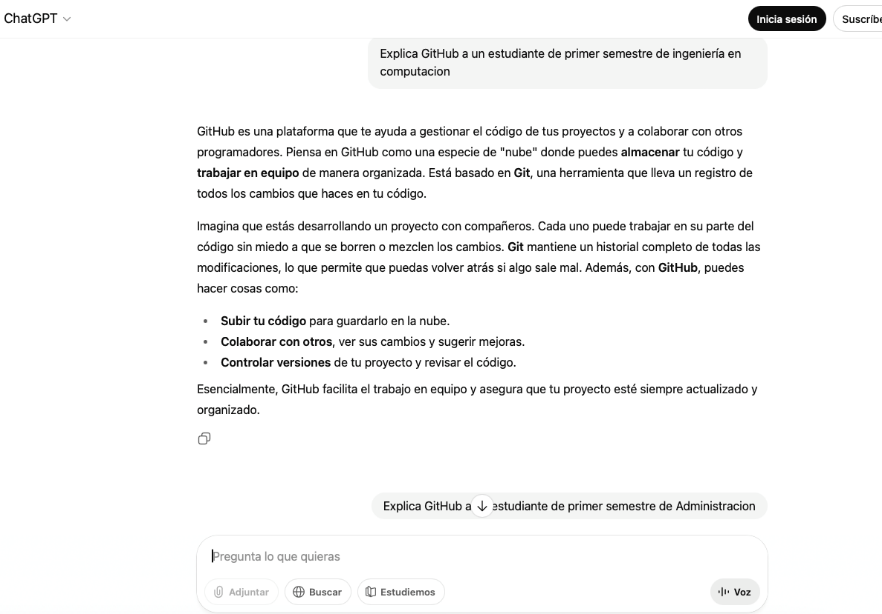 ChatGPT
Inicia sesión
Suscríbe
Explica GitHub a un estudiante de primer semestre de ingeniería en
computacion
GitHub es una plataforma que te ayuda a gestionar el código de tus proyectos y a colaborar con otros
programadores. Piensa en GitHub como una especie de "nube" donde puedes almacenar tu código y
trabajar en equipo de manera organizada. Está basado en Git, una herramienta que lleva un registro de
todos los cambios que haces en tu código.
Imagina que estás desarrollando un proyecto con compañeros. Cada uno puede trabajar en su parte del
código sin miedo a que se borren o mezclen los cambios. Git mantiene un historial completo de todas las
modificaciones, lo que permite que puedas volver atrás si algo sale mal. Además, con GitHub, puedes
hacer cosas como:
• Subir tu código para guardarlo en la nube.
• Colaborar con otros, ver sus cambios y sugerir mejoras.
• Controlar versiones de tu proyecto y revisar el código.
Esencialmente, GitHub facilita el trabajo en equipo y asegura que tu proyecto esté siempre actualizado y
organizado.
Explica GitHub a estudiante de primer semestre de Administracion
Pregunta lo que quieras
Adjuntar
Buscar
Estudiemos
Voz